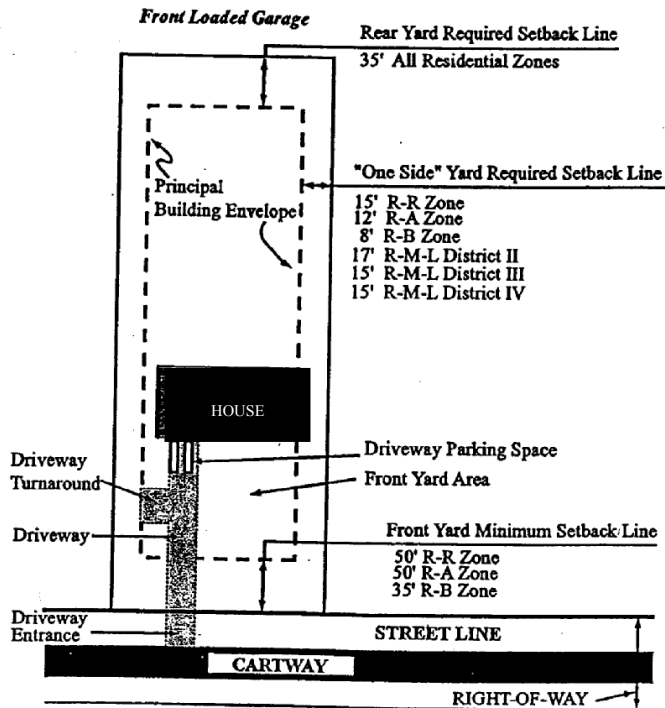 Front Loaded Garage
Rear Yard Required Setback Line
35' All Residential Zones
"One Side" Yard Required Setback Line
15' R-R Zone
12' R-A Zone
8' R-B Zone
17' R-M-L District II
15' R-M-L District III
15' R-M-L District IV
Principal
Building Envelope
HOUSE
Driveway Parking Space
Driveway
Turnaround
Front Yard Area
Driveway
Front Yard Minimum Setback Line
50' R-R Zone
50' R-A Zone
35' R-B Zone
Driveway
Entrance
STREET LINE
CARTWAY
RIGHT-OF-WAY